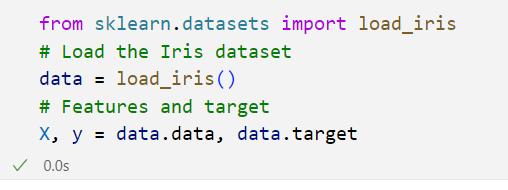 from sklearn.datasets import load_iris
# Load the Iris dataset
data = load_iris()
# Features and target
X, y = data.data, data.target
0.0s